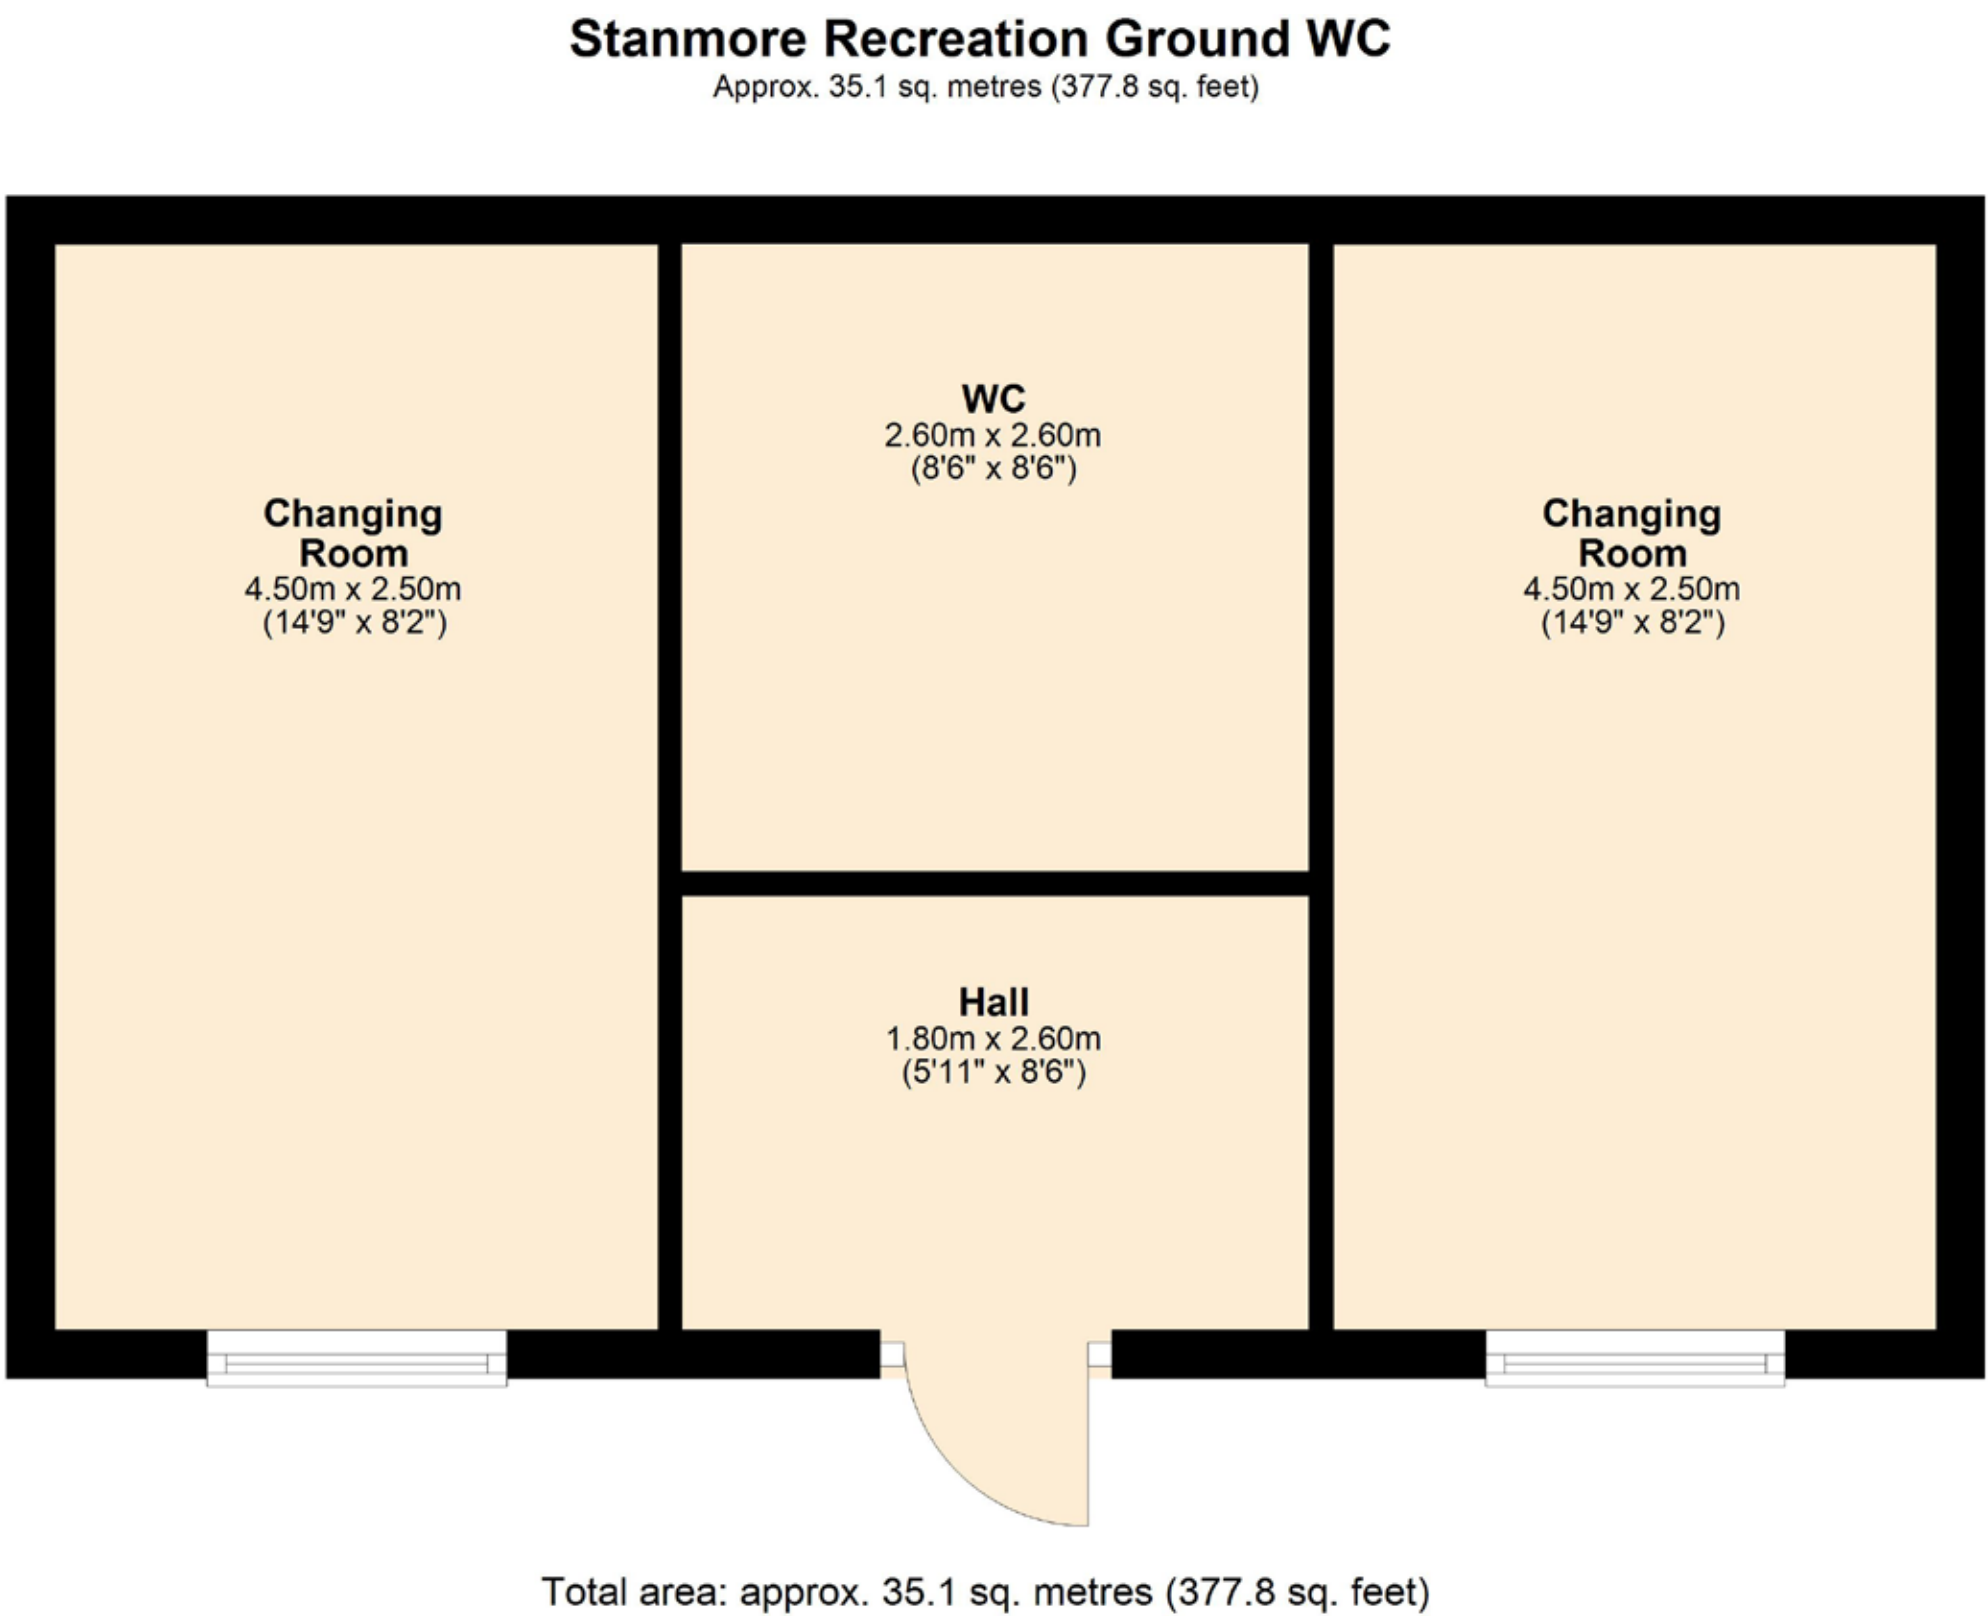 Stanmore Recreation Ground WC
Approx. 35.1 sq. metres (377.8 sq. feet)
Changing
Room
4.50m x 2.50m
(14'9" x 8'2")
WC
2.60m x 2.60m
(8'6" x 8'6")
Hall
1.80m x 2.60m
(5'11" x 8'6")
Changing
Room
4.50m x 2.50m
(14'9" x 8'2")
Total area: approx. 35.1 sq. metres (377.8 sq. feet)